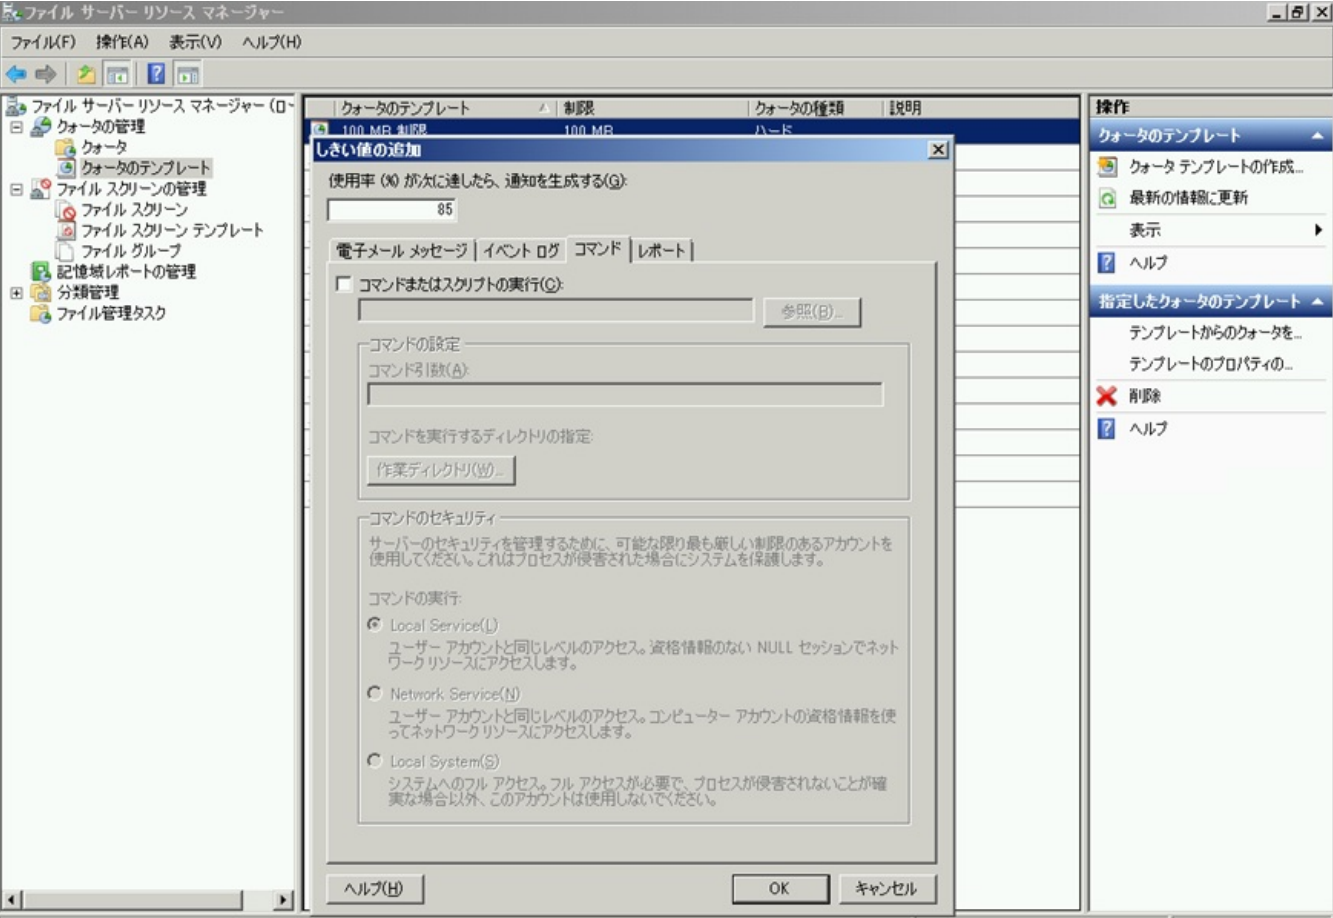 ファイル サーバー リソース マネージャー
ファイル(F) 操作(A) 表示(V) ヘルプ(H)
ファイル サーバー リソース マネージャー (ロ
クォータの管理
クォータ
クォータのテンプレート
ファイル スクリーンの管理
ファイル スクリーン
ファイル スクリーン テンプレート
ファイル グループ
記憶域レポートの管理
分類管理
ファイル管理タスク
クォータのテンプレート 制限 クォータの種類 説明
100 MB 制限 100 MB ハード
しきい値の追加
使用率 (%) が次に達したら、通知を生成する(G):
85
電子メール メッセージ イベント ログ コマンド レポート
コマンドまたはスクリプトの実行(C):
参照(B)...
コマンドの設定
コマンド引数(A):
コマンドを実行するディレクトリの指定:
作業ディレクトリ(W)...
コマンドのセキュリティ
サーバーのセキュリティを管理するために、可能な限り最も厳しい制限のあるアカウントを
使用してください。これはプロセスが侵害された場合にシステムを保護します。
コマンドの実行:
Local Service(L)
ユーザー アカウントと同じレベルのアクセス。資格情報のない NULL セッションでネット
ワーク リソースにアクセスします。
Network Service(N)
ユーザー アカウントと同じレベルのアクセス。コンピューター アカウントの資格情報を使
ってネットワーク リソースにアクセスします。
Local System(S)
システムへのフル アクセス。フル アクセスが必要で、プロセスが侵害されないことが確
実な場合以外、このアカウントは使用しないでください。
ヘルプ(H) OK キャンセル
操作
クォータのテンプレート
クォータ テンプレートの作成...
最新の情報に更新
表示
ヘルプ
指定したクォータのテンプレート
テンプレートからのクォータを...
テンプレートのプロパティの...
削除
ヘルプ